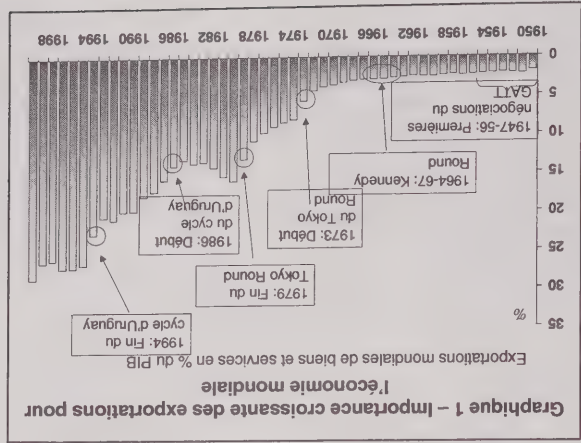 Graphique 1 – Importance croissante des exportations pour
l'économie mondiale
Exportations mondiales de biens et services en % du PIB
%
35
30
25
20
15
10
5
0
1994: Fin du
cycle d'Uruguay
1979: Fin du
Tokyo Round
1986: Début
du cycle
d'Uruguay
1973: Début
du Tokyo
Round
1964-67: Kennedy
Round
1947-56: Premières
négociations du
GATT
1950 1954 1958 1962 1966 1970 1974 1978 1982 1986 1990 1994 1998